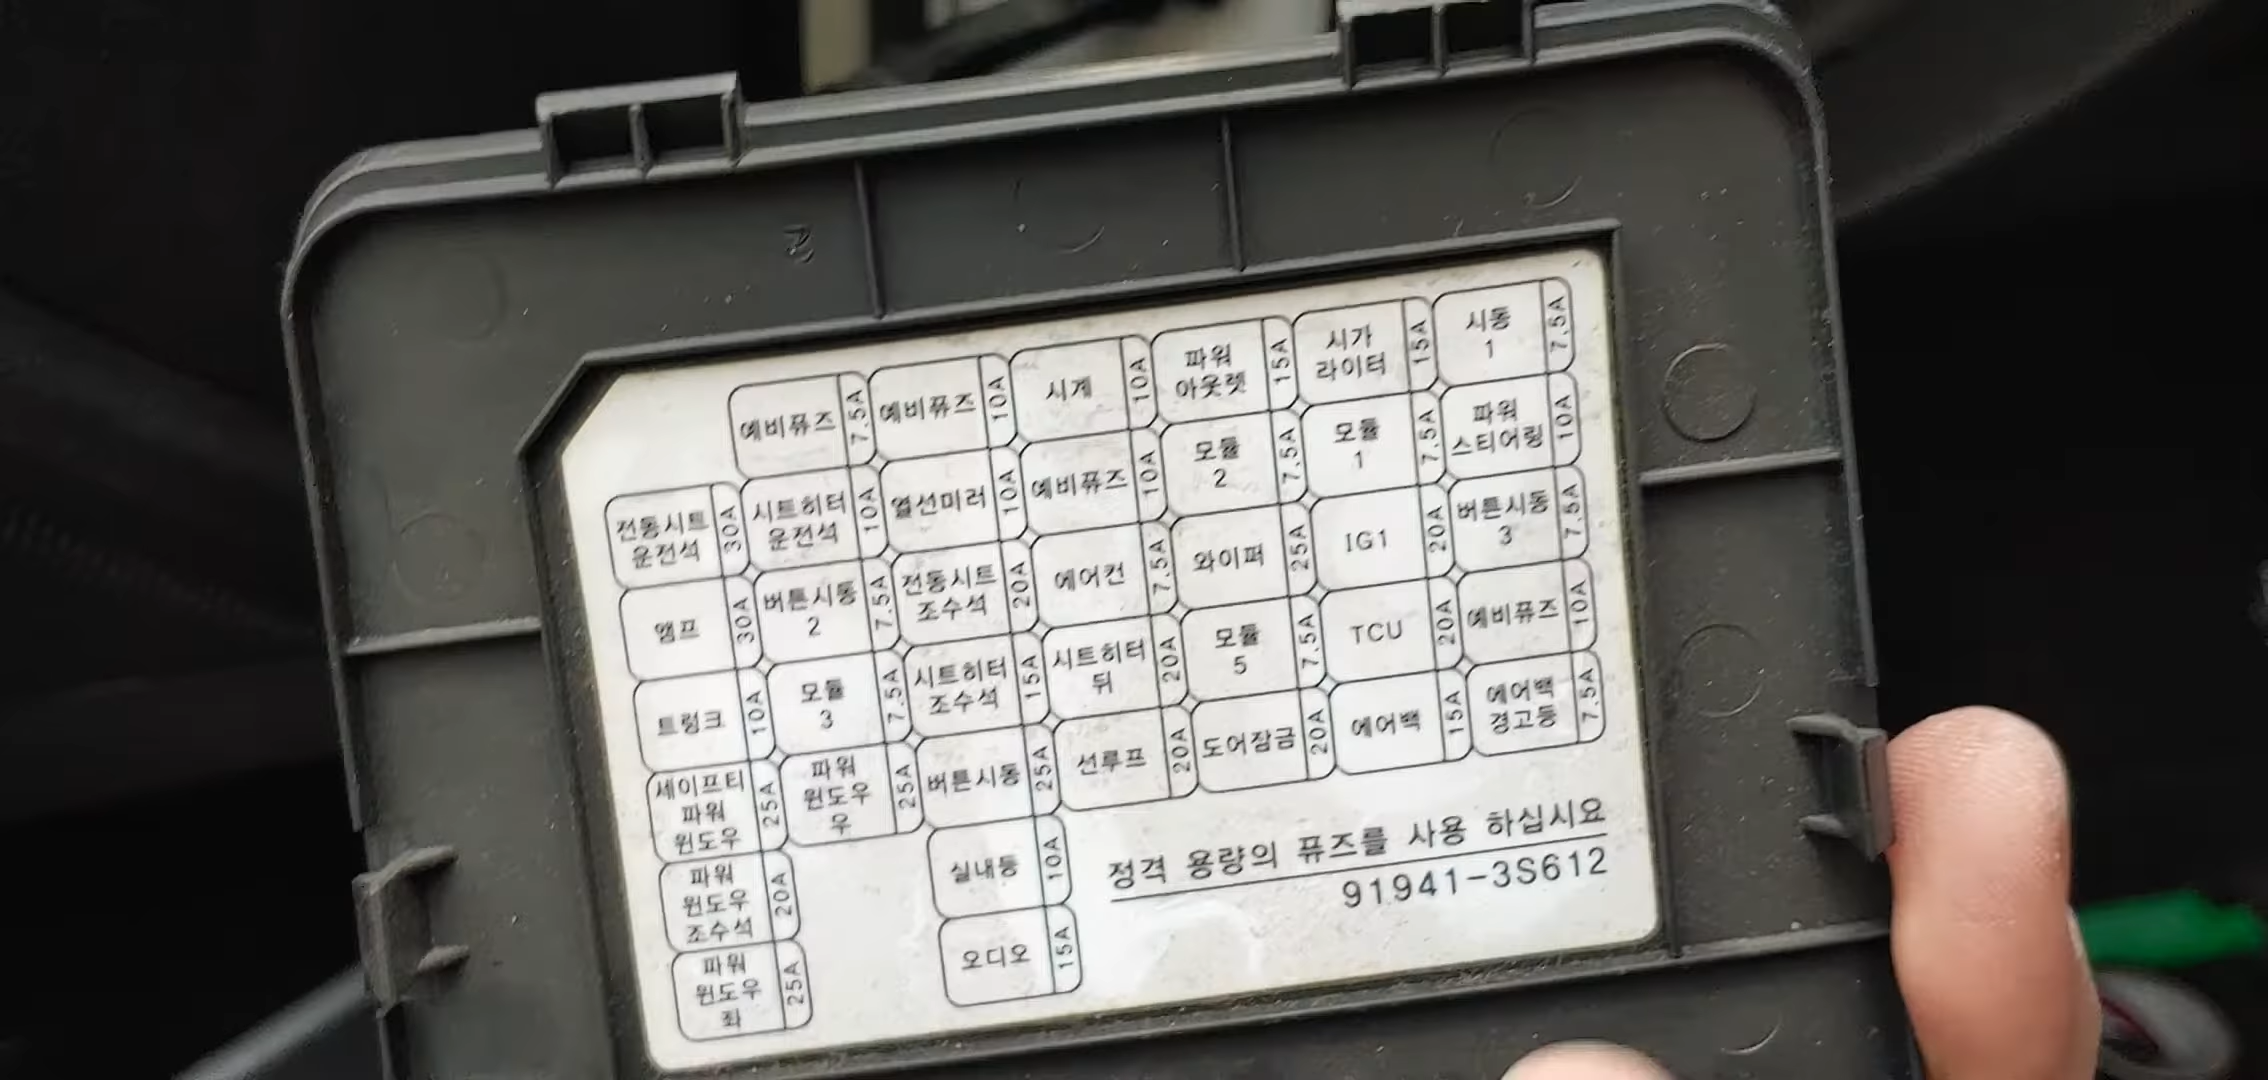 예비퓨즈 7.5A
예비퓨즈 10A
시계 10A
파워
아웃렛 15A
시가
라이터 15A
시동
1 7.5A
전동시트
운전석 30A
시트히터
운전석 10A
열선미러 10A
예비퓨즈 10A
모듈
2 7.5A
모듈
1 7.5A
파워
스티어링 10A
앰프 30A
버튼시동
2 7.5A
전동시트
조수석 20A
에어컨 7.5A
와이퍼 25A
IG1 20A
버튼시동
3 7.5A
트렁크 10A
모듈
3 7.5A
시트히터
조수석 15A
시트히터
뒤 20A
모듈
5 7.5A
TCU 20A
예비퓨즈 10A
세이프티
파워
윈도우 25A
파워
윈도우
우 25A
버튼시동 25A
선루프 20A
도어잠금 20A
에어백 15A
에어백
경고등 7.5A
파워
윈도우
조수석 20A
실내등 10A
파워
윈도우
좌 25A
오디오 15A
정격 용량의 퓨즈를 사용 하십시요
91941-3S612